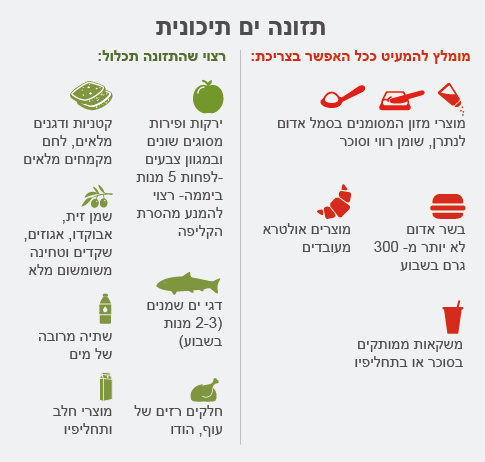 תזונה ים תיכונית
מומלץ להמעיט ככל האפשר בצריכת:
מוצרי מזון המסומנים בסמל אדום
לנתרן, שומן רווי וסוכר
בשר אדום
לא יותר מ- 300
גרם בשבוע
מוצרים אולטרא
מעובדים
משקאות ממותקים
בסוכר או בתחליפיו
רצוי שהתזונה תכלול:
ירקות ופירות
מסוגים שונים
ובמגוון צבעים
-לפחות 5 מנות
ביממה- רצוי
להמנע מהסרת
הקליפה
קטניות ודגנים
מלאים, לחם
מקמחים מלאים
שמן זית,
אבוקדו, אגוזים,
שקדים וטחינה
משומשום מלא
דגי ים שמנים
(2-3 מנות
בשבוע)
שתיה מרובה
של מים
חלקים רזים של
עוף, הודו
מוצרי חלב
ותחליפיו